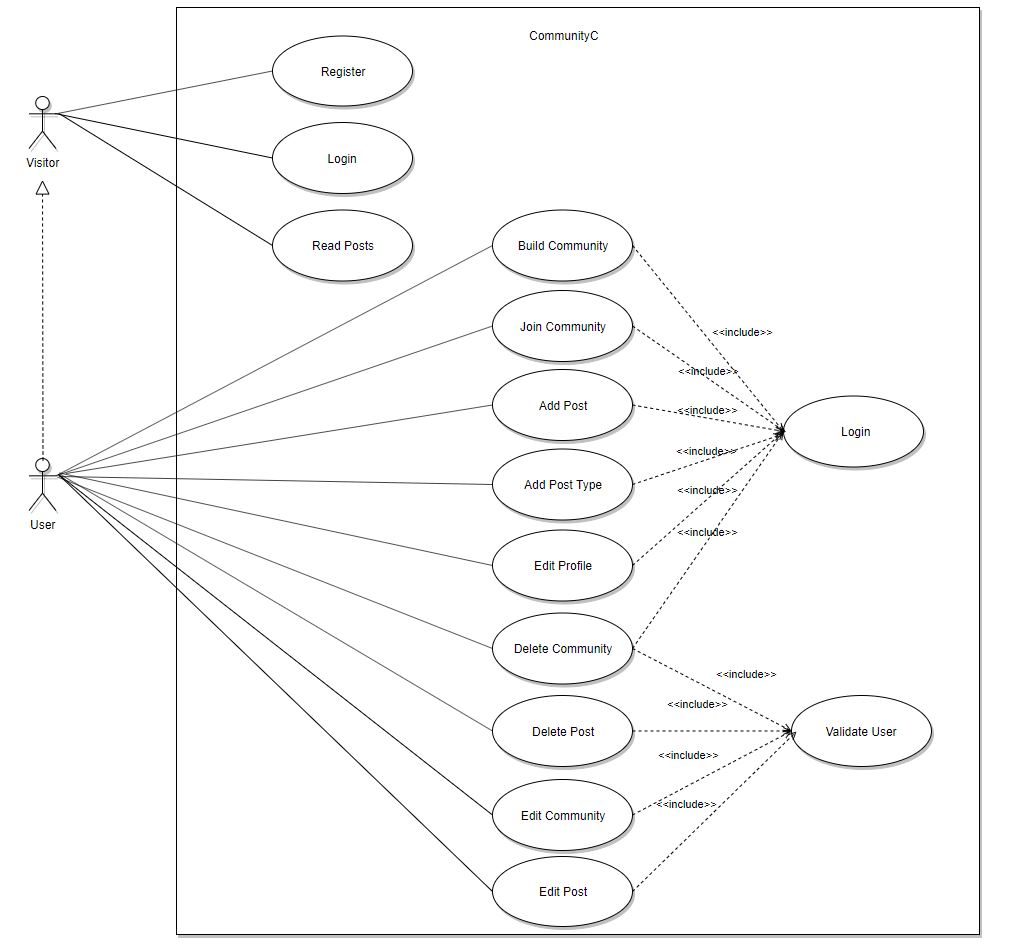 CommunityC
Register
Visitor
Login
Read Posts
Build Community
Join Community
Add Post
Add Post Type
Edit Profile
Delete Community
Delete Post
Edit Community
Edit Post
User
<<include>>
<<include>>
<<include>>
<<include>>
<<include>>
<<include>>
Login
<<include>>
<<include>>
<<include>>
<<include>>
Validate User